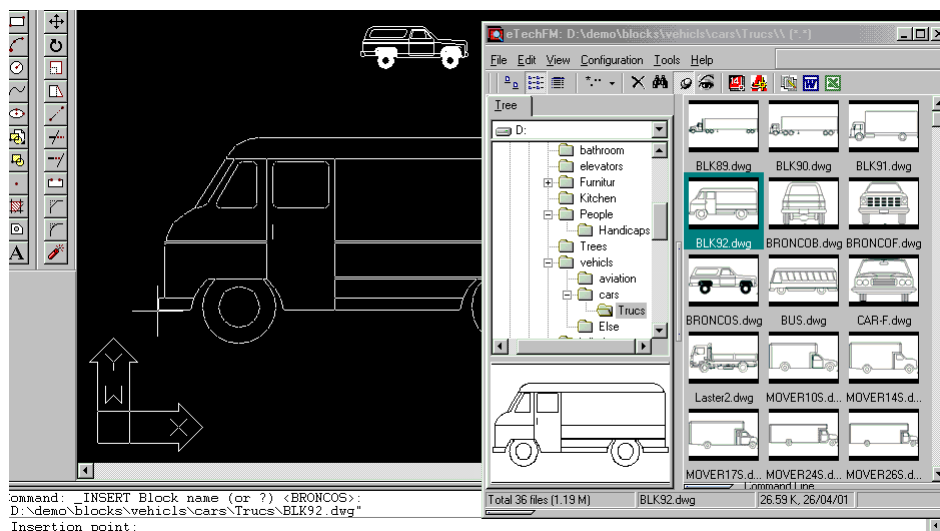 eTechFM: D:\demo\blocks\vehicls\cars\Trucs\\ (*.*)
File Edit View Configuration Tools Help
Tree
D:
bathroom
elevators
Furnitur
Kitchen
People
Handicaps
Trees
vehicls
aviation
cars
Trucs
Else
BLK89.dwg BLK90.dwg BLK91.dwg
BLK92.dwg BRONCOB.dwg BRONCOF.dwg
BRONCOS.dwg BUS.dwg CAR-F.dwg
Laster2.dwg MOVER10S.d... MOVER14S.d...
MOVER17S.d... MOVER24S.d... MOVER26S.d...
Command Line
Total 36 files (1.19 M) BLK92.dwg 26.59 K, 26/04/01
A
Y
W
X
ommand: _INSERT Block name (or ?) <BRONCOS>:
D:\demo\blocks\vehicls\cars\Trucs\BLK92.dwg"
Insertion point: